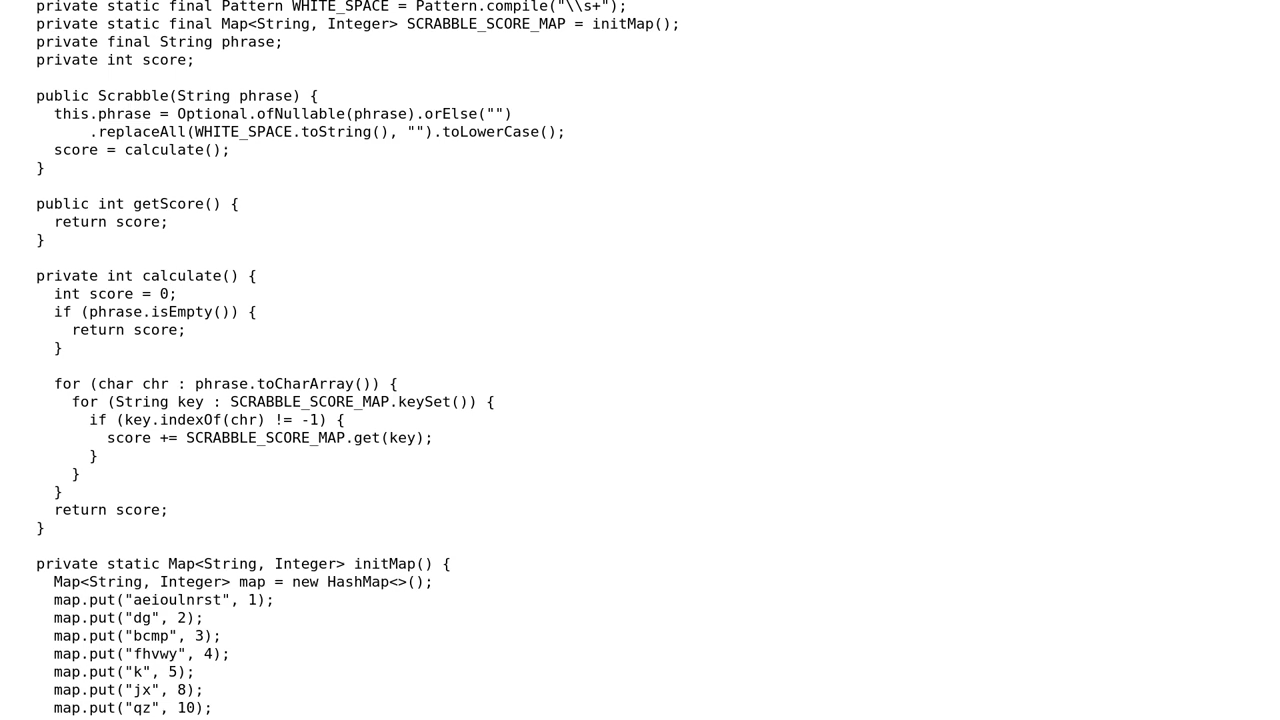 private static final Pattern WHITE_SPACE = Pattern.compile("\\s+");
private static final Map<String, Integer> SCRABBLE_SCORE_MAP = initMap();
private final String phrase;
private int score;

public Scrabble(String phrase) {
  this.phrase = Optional.ofNullable(phrase).orElse("")
      .replaceAll(WHITE_SPACE.toString(), "").toLowerCase();
  score = calculate();
}

public int getScore() {
  return score;
}

private int calculate() {
  int score = 0;
  if (phrase.isEmpty()) {
    return score;
  }

  for (char chr : phrase.toCharArray()) {
    for (String key : SCRABBLE_SCORE_MAP.keySet()) {
      if (key.indexOf(chr) != -1) {
        score += SCRABBLE_SCORE_MAP.get(key);
      }
    }
  }
  return score;
}

private static Map<String, Integer> initMap() {
  Map<String, Integer> map = new HashMap<>();
  map.put("aeioulnrst", 1);
  map.put("dg", 2);
  map.put("bcmp", 3);
  map.put("fhvwy", 4);
  map.put("k", 5);
  map.put("jx", 8);
  map.put("qz", 10);